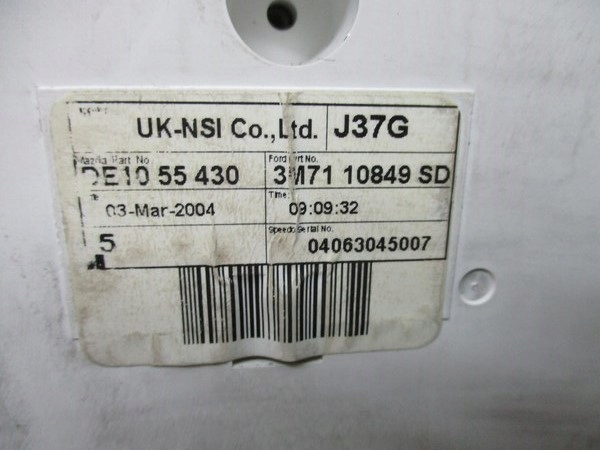 UK-NSI Co.,Ltd. J37G
Mazda Part No. Ford Part No.
DE10 55 430 3M71 10849 SD
Time:
03-Mar-2004 09:09:32
Speedo Serial No.
5 04063045007